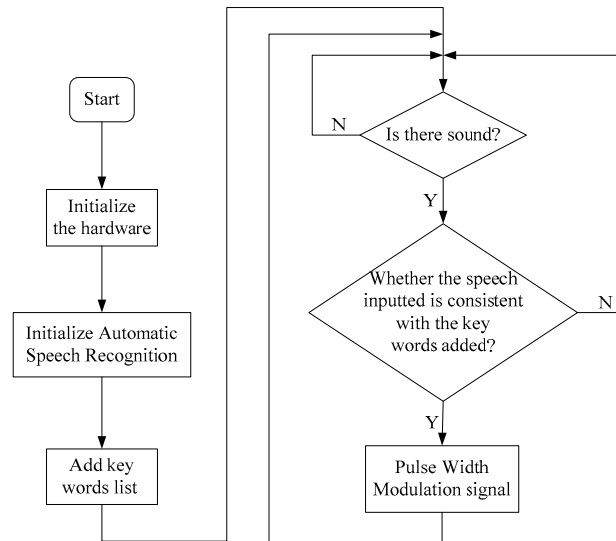 Start
Initialize
the hardware
Initialize Automatic
Speech Recognition
Add key
words list
Is there sound?
N
Y
Whether the speech
inputted is consistent
with the key
words added?
N
Y
Pulse Width
Modulation signal